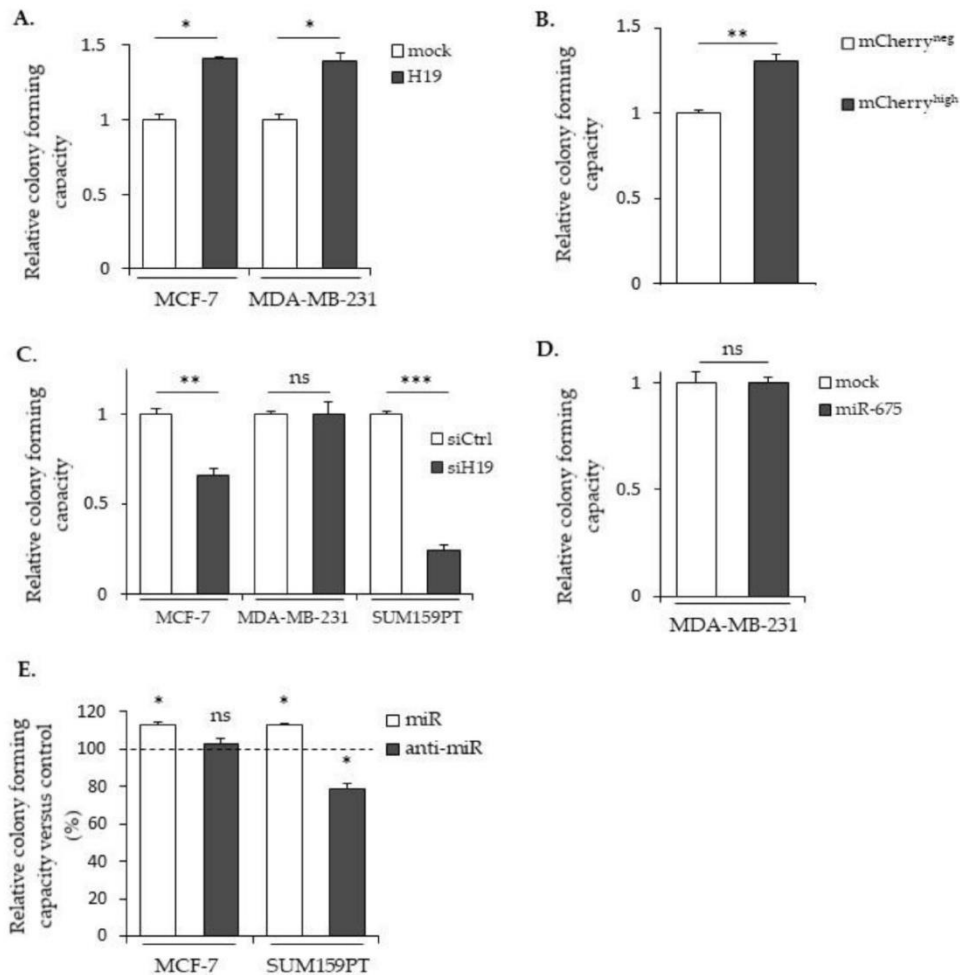 A.
Relative colony forming
capacity
1.5
1
0.5
0
*
*
mock
H19
MCF-7
MDA-MB-231
B.
Relative colony forming
capacity
1.5
1
0.5
0
**
mCherryⁿᵉᵍ
mCherryʰⁱᵍʰ
C.
Relative colony forming
capacity
1
0.5
0
**
ns
***
siCtrl
siH19
MCF-7
MDA-MB-231
SUM159PT
D.
Relative colony forming
capacity
1
0.5
0
ns
mock
miR-675
MDA-MB-231
E.
Relative colony forming
capacity versus control
(%)
120
100
80
60
40
20
0
*
ns
*
*
miR
anti-miR
MCF-7
SUM159PT